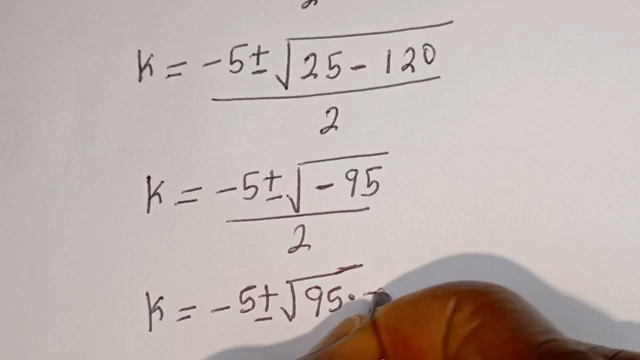 K = -5±√25-120
2
K = -5±√-95
2
K = -5±√95·-